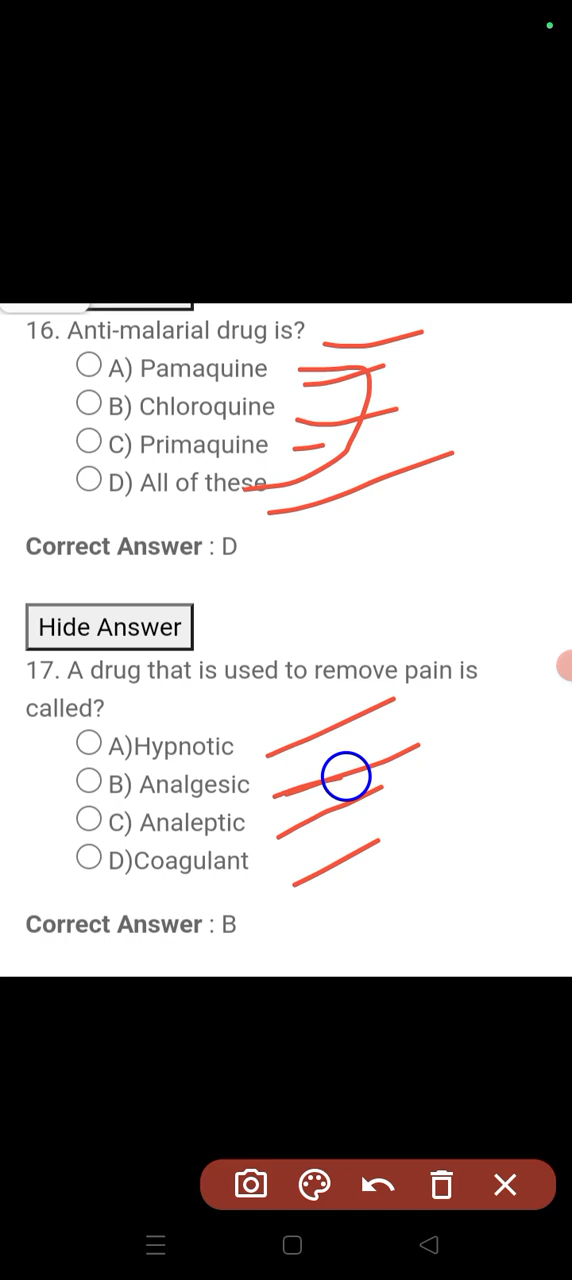 16. Anti-malarial drug is?
A) Pamaquine
B) Chloroquine
C) Primaquine
D) All of these
Correct Answer : D
Hide Answer
17. A drug that is used to remove pain is
called?
A)Hypnotic
B) Analgesic
C) Analeptic
D)Coagulant
Correct Answer : B